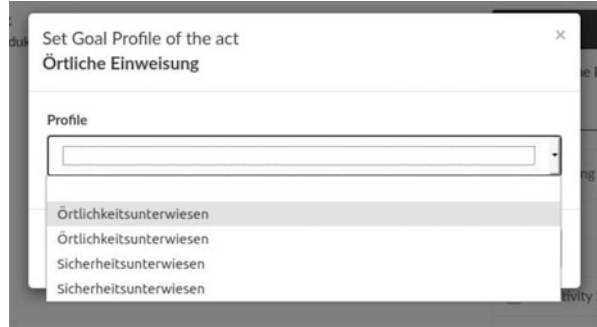 Set Goal Profile of the act
Örtliche Einweisung
×
Profile
Örtlichkeitsunterwiesen
Örtlichkeitsunterwiesen
Sicherheitsunterwiesen
Sicherheitsunterwiesen